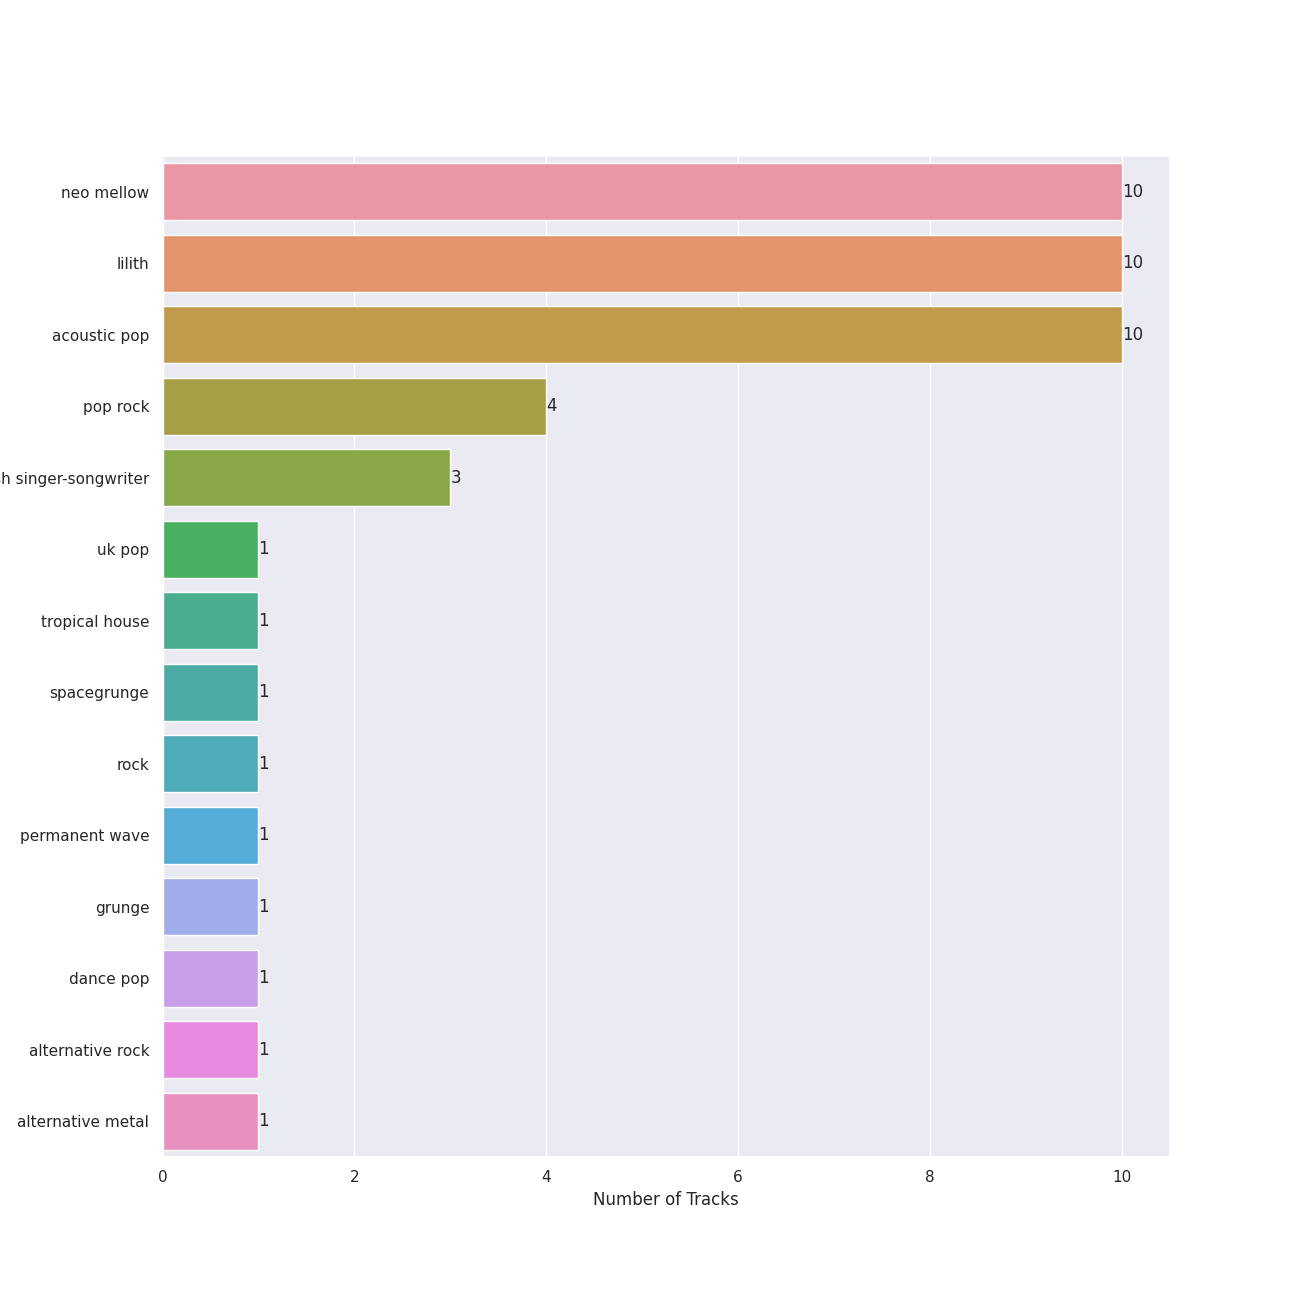 neo mellow 10
lilith 10
acoustic pop 10
pop rock 4
singer-songwriter 3
uk pop 1
tropical house 1
spacegrunge 1
rock 1
permanent wave 1
grunge 1
dance pop 1
alternative rock 1
alternative metal 1
0 2 4 6 8 10
Number of Tracks